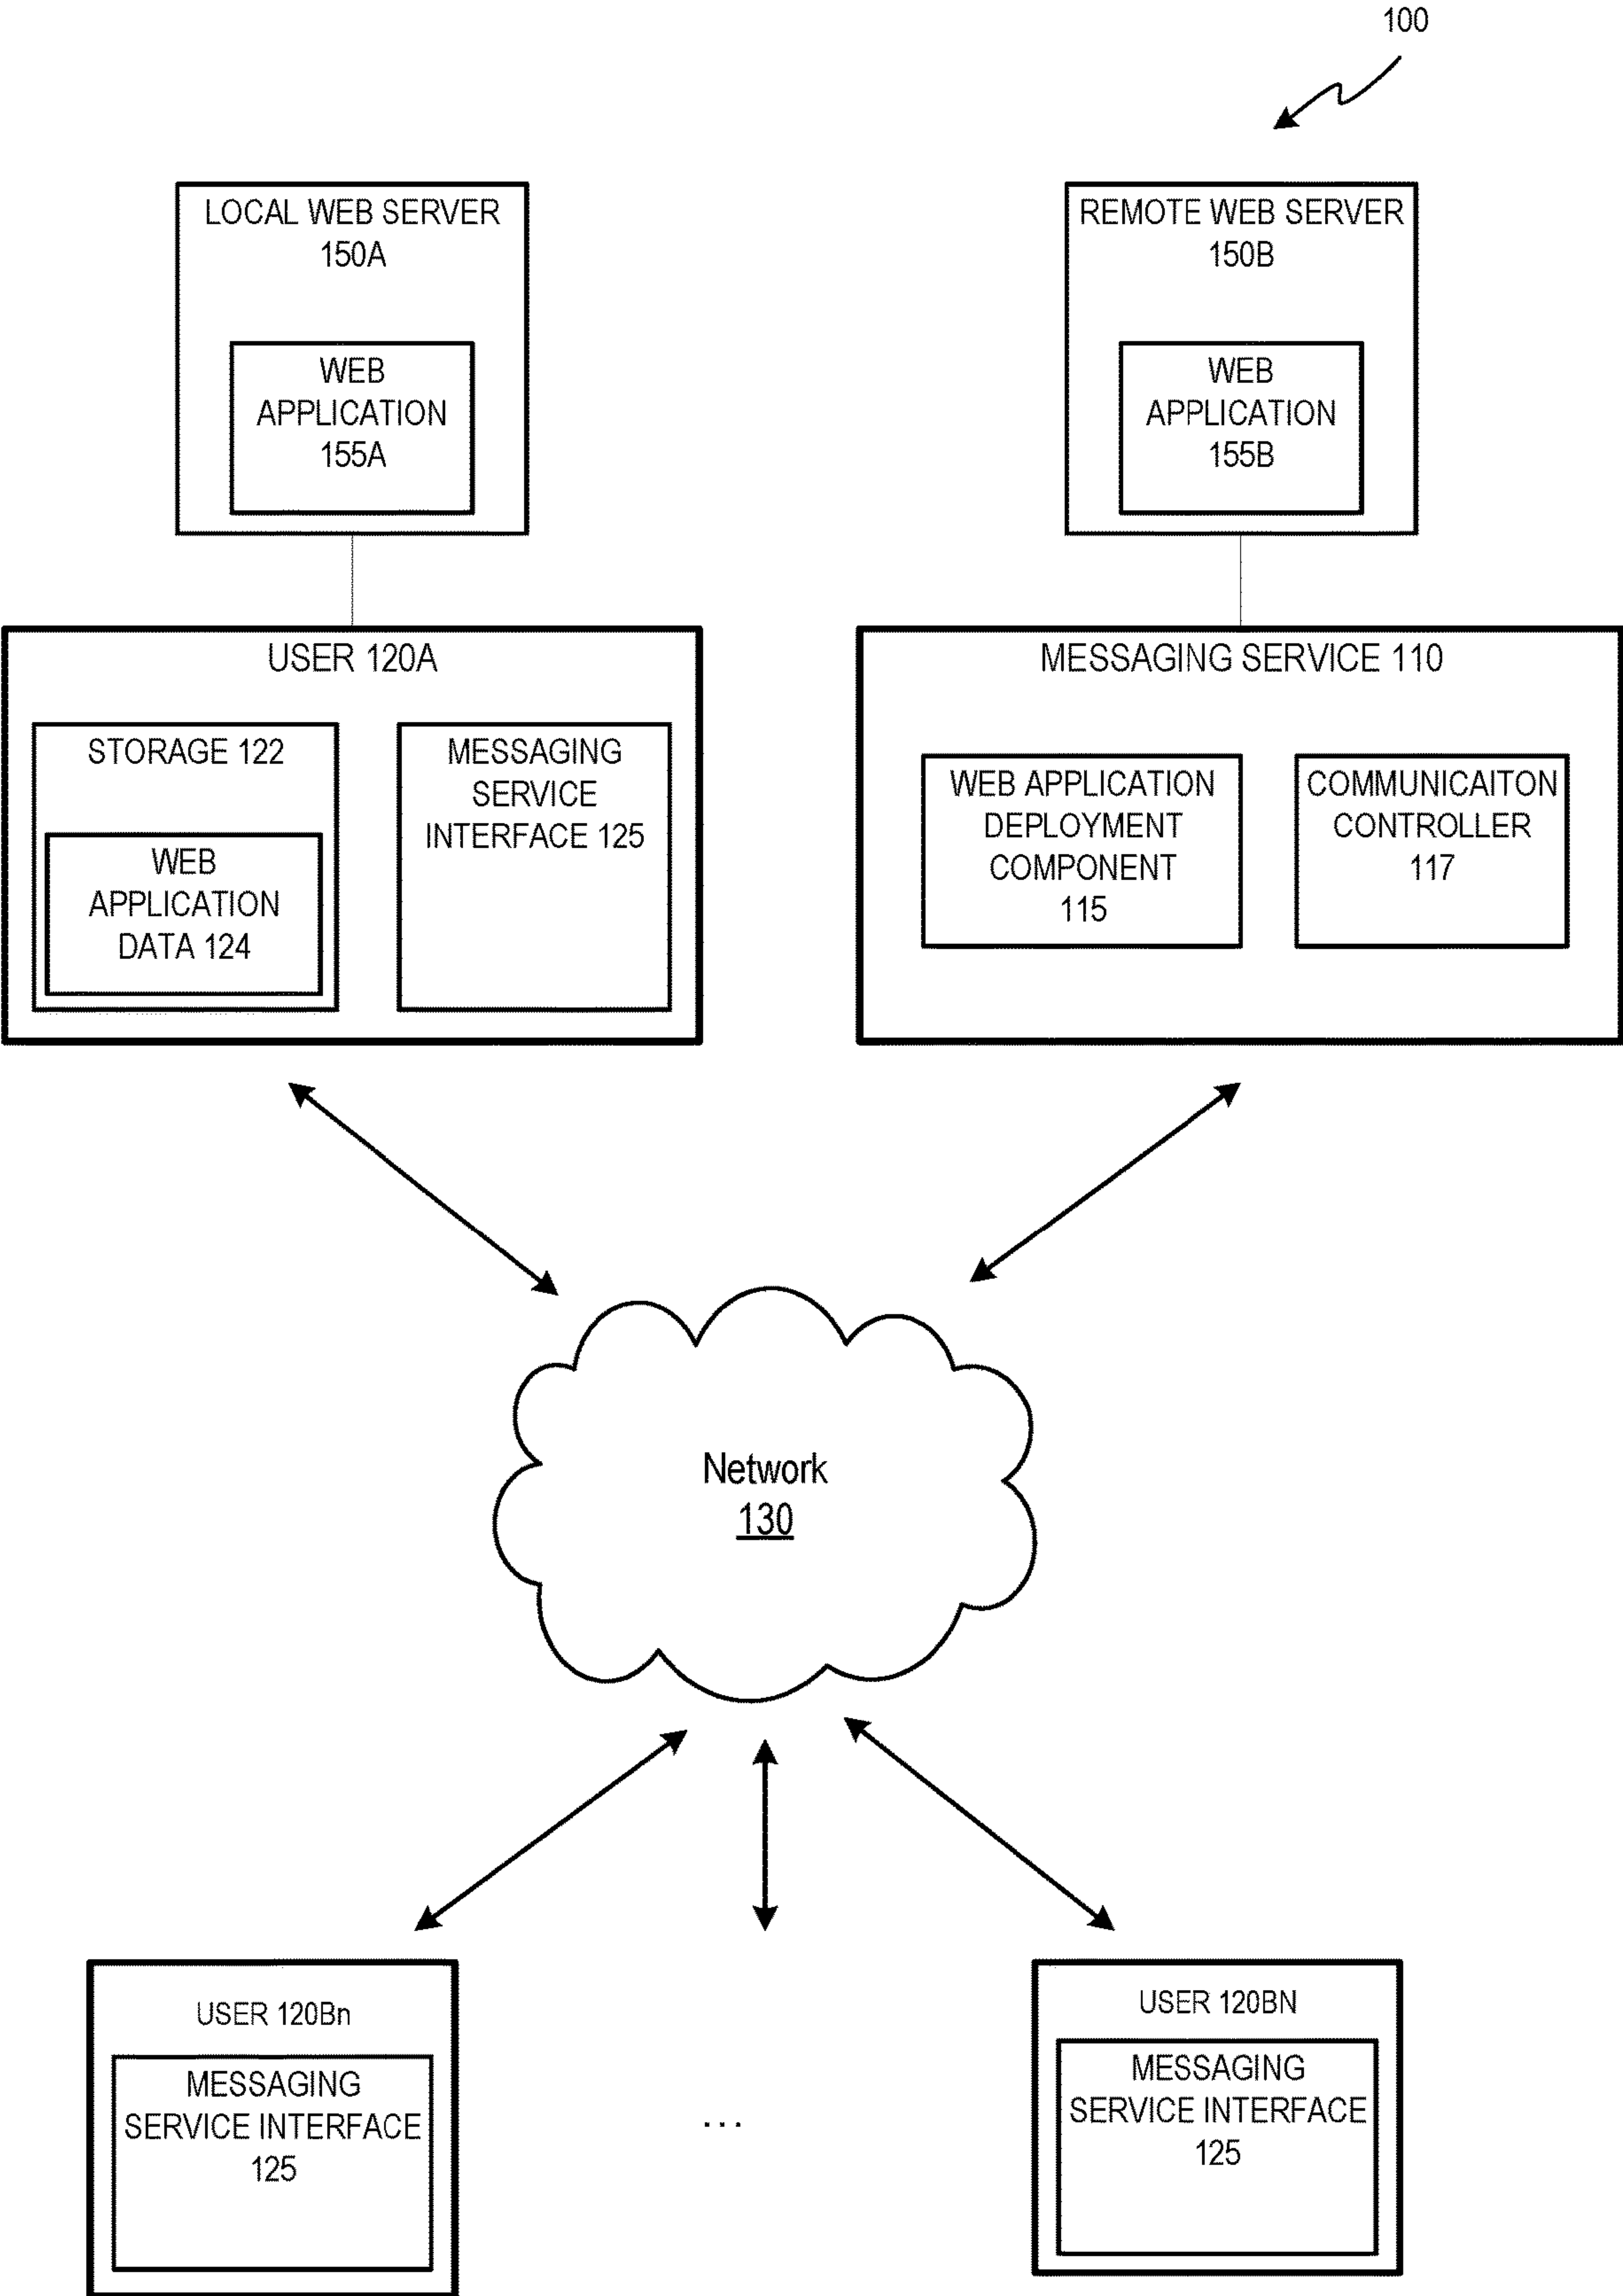 100
LOCAL WEB SERVER
150A
WEB
APPLICATION
155A
REMOTE WEB SERVER
150B
WEB
APPLICATION
155B
USER 120A
STORAGE 122
WEB
APPLICATION
DATA 124
MESSAGING
SERVICE
INTERFACE 125
MESSAGING SERVICE 110
WEB APPLICATION
DEPLOYMENT
COMPONENT
115
COMMUNICAITON
CONTROLLER
117
Network
130
USER 120Bn
MESSAGING
SERVICE INTERFACE
125
...
USER 120BN
MESSAGING
SERVICE INTERFACE
125